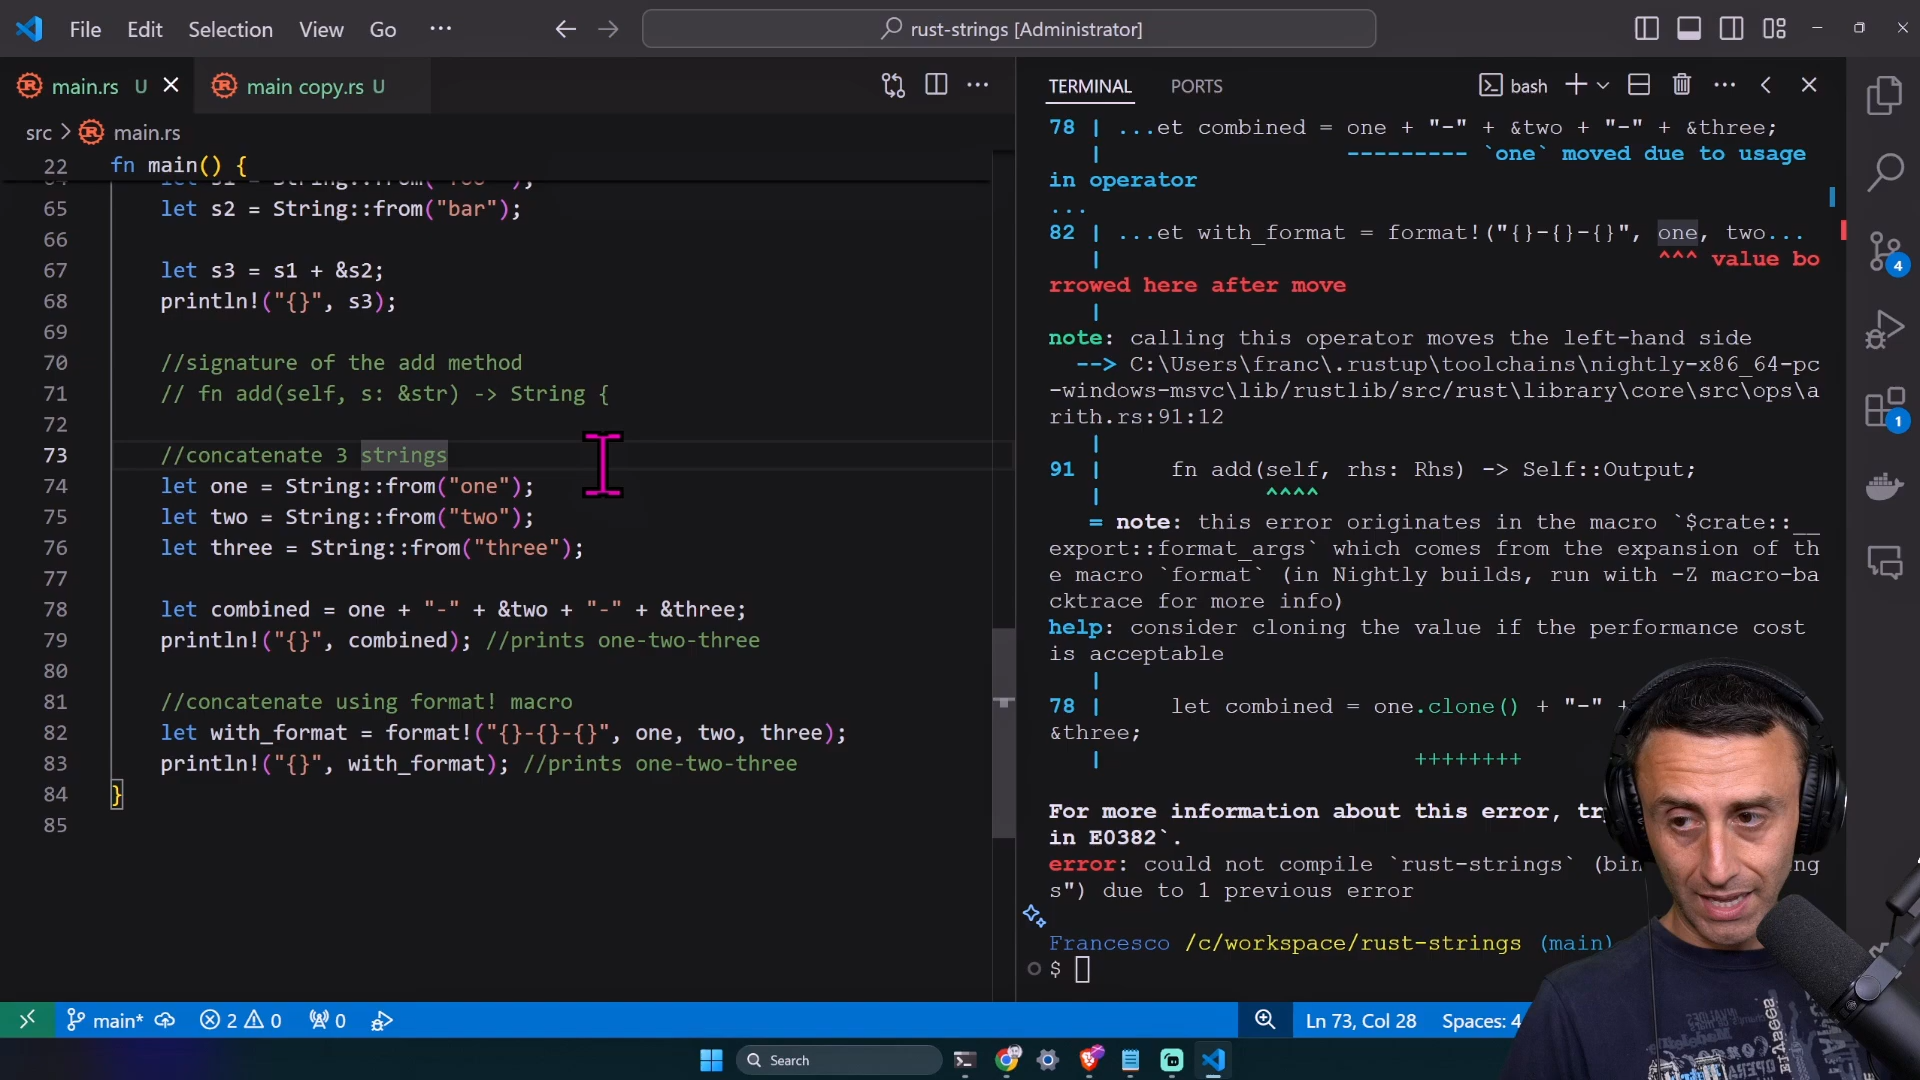 File Edit Selection View Go ···
rust-strings [Administrator]
main.rs U
main copy.rs U
src > main.rs
22 fn main() {
65 let s2 = String::from("bar");
66
67 let s3 = s1 + &s2;
68 println!("{}", s3);
69
70 //signature of the add method
71 // fn add(self, s: &str) -> String {
72
73 //concatenate 3 strings
74 let one = String::from("one");
75 let two = String::from("two");
76 let three = String::from("three");
77
78 let combined = one + "-" + &two + "-" + &three;
79 println!("{}", combined); //prints one-two-three
80
81 //concatenate using format! macro
82 let with_format = format!("{}-{}-{}", one, two, three);
83 println!("{}", with_format); //prints one-two-three
84 }
85
TERMINAL PORTS
bash
78 | ...et combined = one + "-" + &two + "-" + &three;
| --------- `one` moved due to usage
in operator
...
82 | ...et with_format = format!("{}-{}-{}", one, two...
| ^^^ value bo
rrowed here after move
|
note: calling this operator moves the left-hand side
--> C:\Users\franc\.rustup\toolchains\nightly-x86_64-pc
-windows-msvc\lib/rustlib/src/rust\library\core\src\ops\a
rith.rs:91:12
|
91 | fn add(self, rhs: Rhs) -> Self::Output;
| ^^^^
= note: this error originates in the macro `$crate::__
export::format_args` which comes from the expansion of th
e macro `format` (in Nightly builds, run with -Z macro-ba
cktrace for more info)
help: consider cloning the value if the performance cost
is acceptable
|
78 | let combined = one.clone() + "-" +
&three;
| ++++++++
For more information about this error, try
in E0382`.
error: could not compile `rust-strings` (bin ng
s") due to 1 previous error
Francesco /c/workspace/rust-strings (main)
$
4
1
main* 2 0 0
Ln 73, Col 28 Spaces: 4
Search